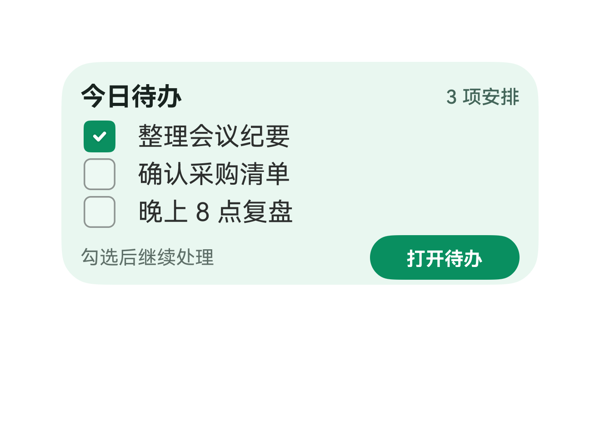 今日待办
3 项安排
整理会议纪要
确认采购清单
晚上 8 点复盘
勾选后继续处理
打开待办